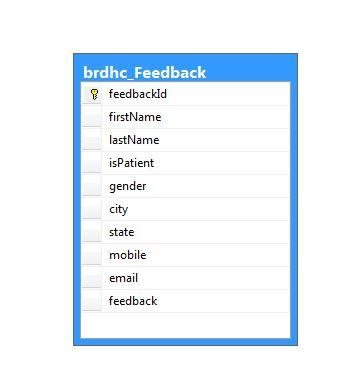 brdhc_Feedback
feedbackId
firstName
lastName
isPatient
gender
city
state
mobile
email
feedback